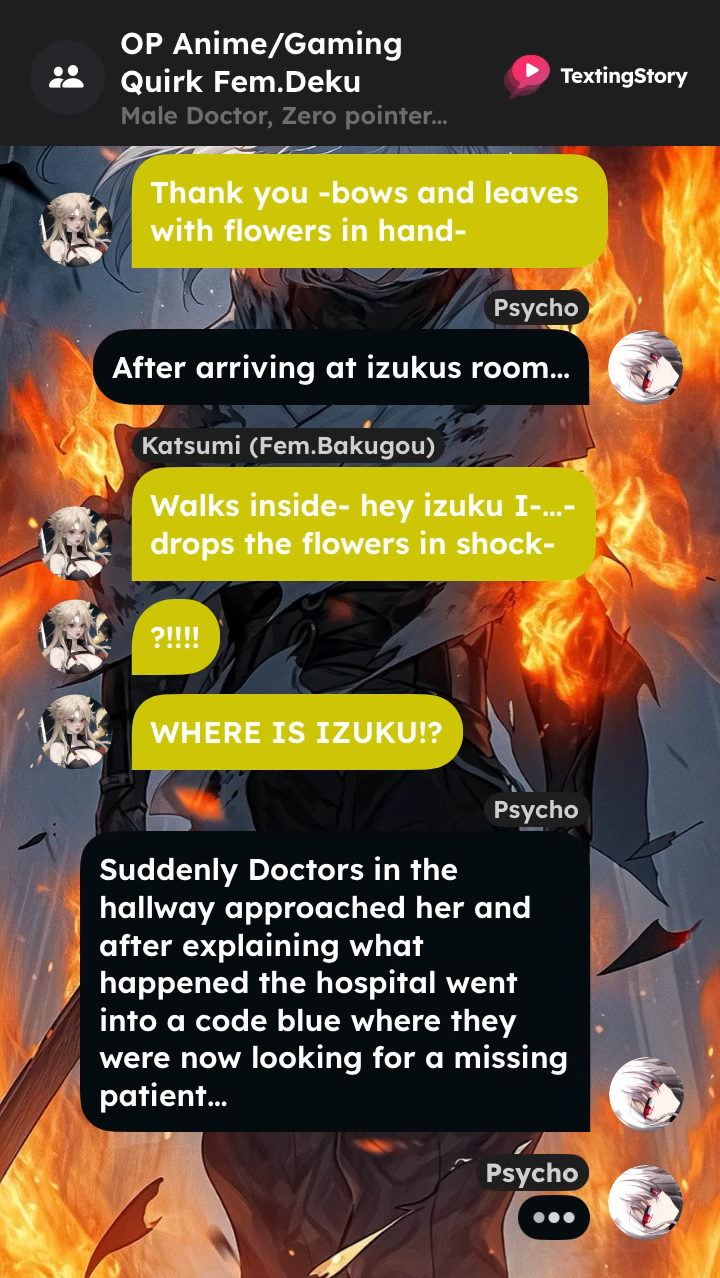 OP Anime/Gaming
Quirk Fem.Deku
Male Doctor, Zero pointer...
TextingStory
Thank you -bows and leaves
with flowers in hand-
Psycho
After arriving at izukus room...
Katsumi (Fem.Bakugou)
Walks inside- hey izuku I-...-
drops the flowers in shock-
?!!!!
WHERE IS IZUKU!?
Psycho
Suddenly Doctors in the
hallway approached her and
after explaining what
happened the hospital went
into a code blue where they
were now looking for a missing
patient...
Psycho